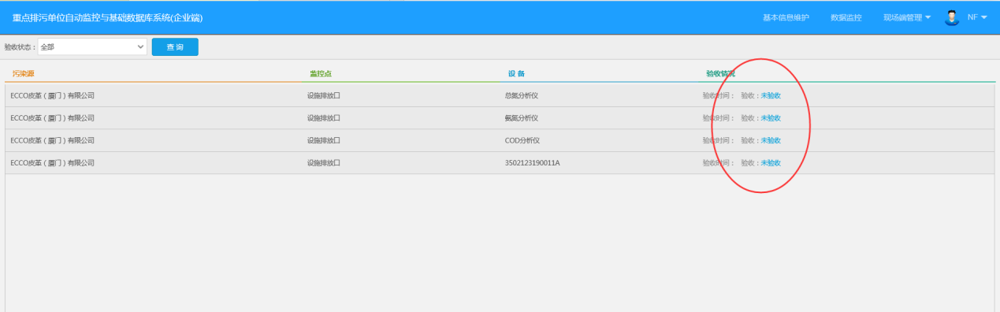 重点排污单位自动监控与基础数据库系统(企业端) 基本信息维护 数据监控 现场端管理 NF
验收状态： 全部 查 询
污染源 监控点 设 备 验收情况
ECCO皮革（厦门）有限公司 设施排放口 总氮分析仪 验收时间： 验收：未验收
ECCO皮革（厦门）有限公司 设施排放口 氨氮分析仪 验收时间： 验收：未验收
ECCO皮革（厦门）有限公司 设施排放口 COD分析仪 验收时间： 验收：未验收
ECCO皮革（厦门）有限公司 设施排放口 3502123190011A 验收时间： 验收：未验收